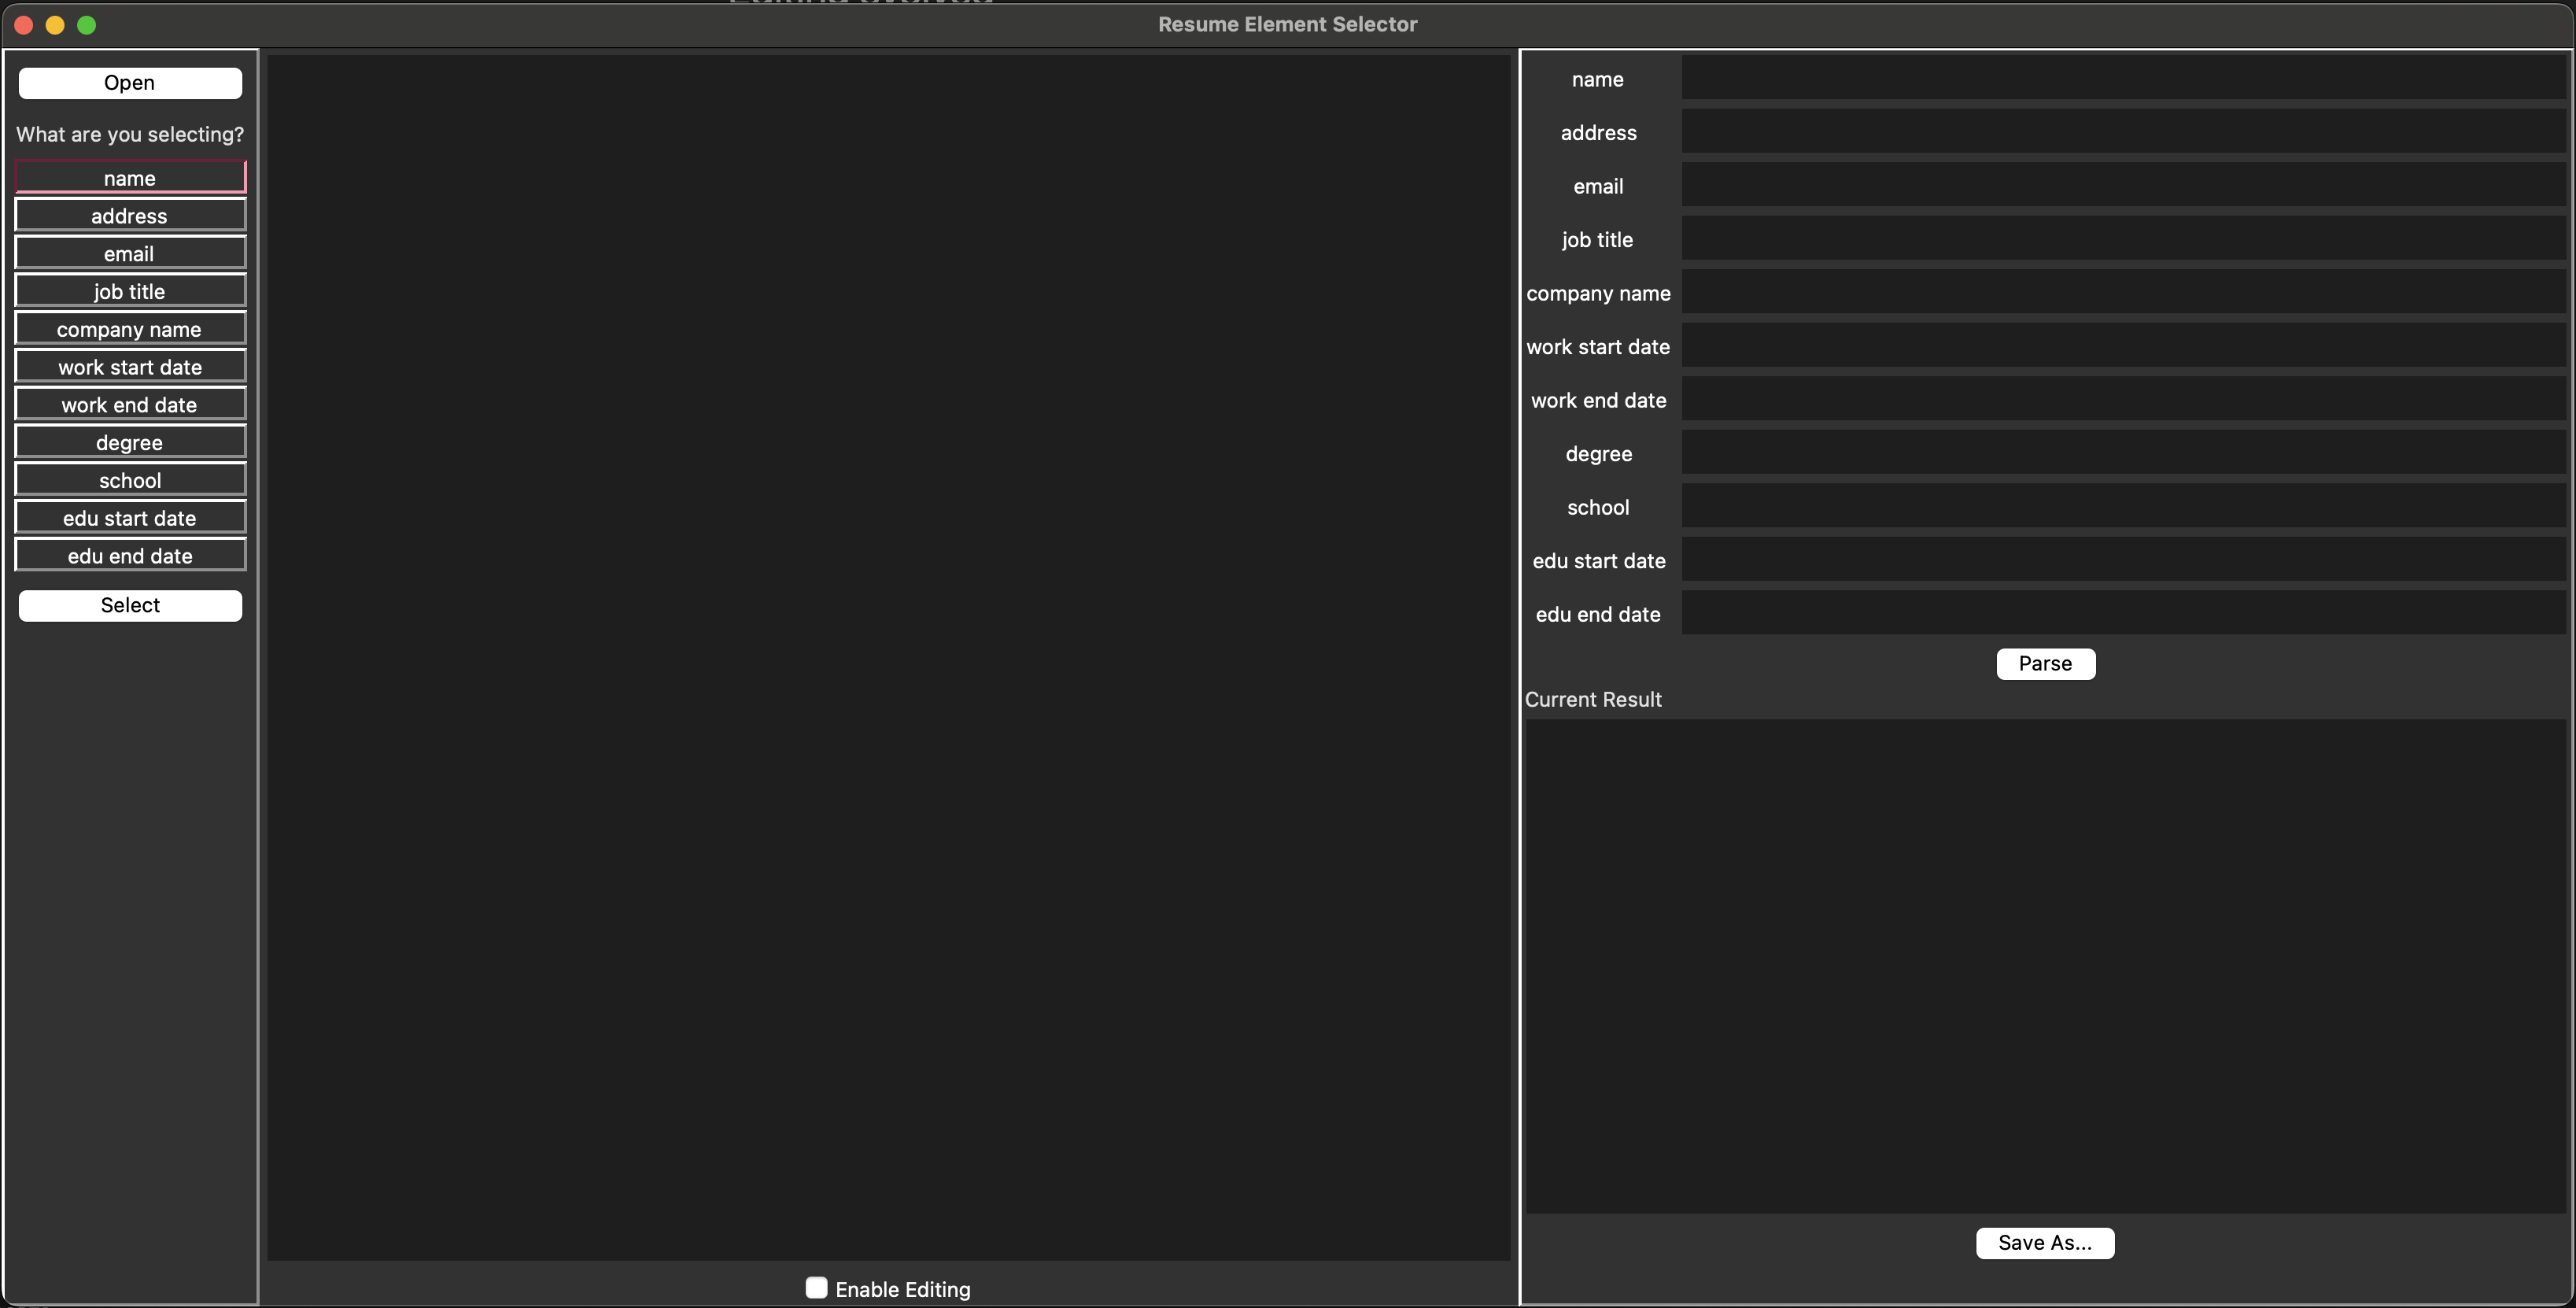 Resume Element Selector
Open
What are you selecting?
name
address
email
job title
company name
work start date
work end date
degree
school
edu start date
edu end date
Select
Enable Editing
name
address
email
job title
company name
work start date
work end date
degree
school
edu start date
edu end date
Parse
Current Result
Save As...